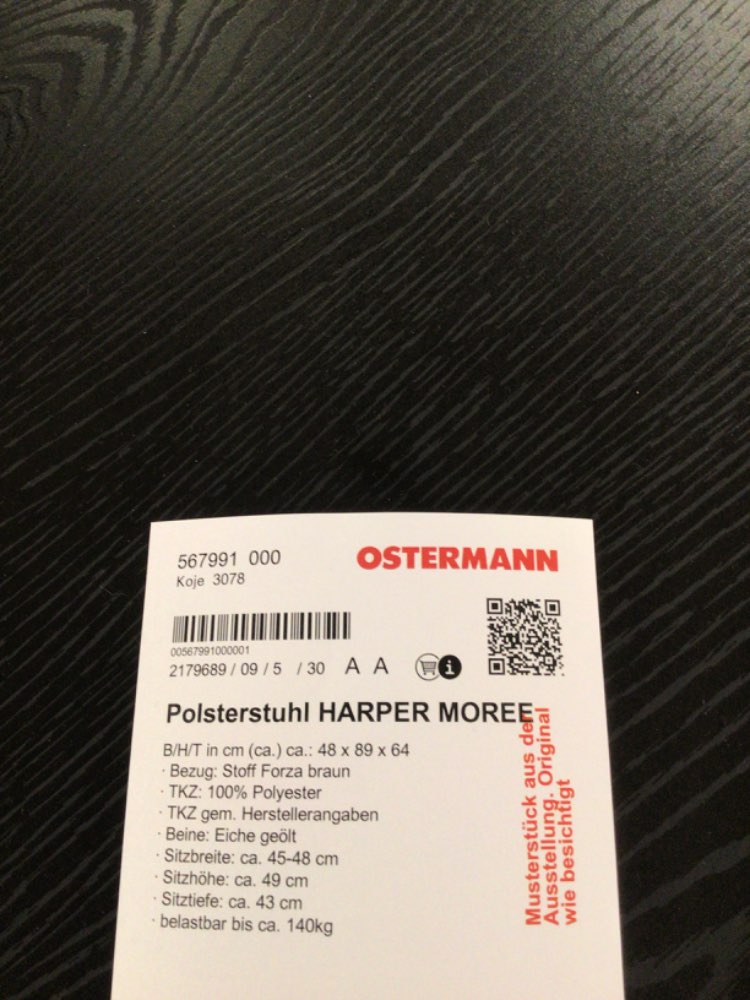 567991 000
OSTERMANN
Koje 3078
00567991000001
2179689 / 09 / 5 / 30 A A
Polsterstuhl HARPER MOREE
B/H/T in cm (ca.) ca.: 48 x 89 x 64
· Bezug: Stoff Forza braun
· TKZ: 100% Polyester
· TKZ gem. Herstellerangaben
· Beine: Eiche geölt
· Sitzbreite: ca. 45-48 cm
· Sitzhöhe: ca. 49 cm
· Sitztiefe: ca. 43 cm
· belastbar bis ca. 140kg
Musterstück aus der
Ausstellung. Original
wie besichtigt